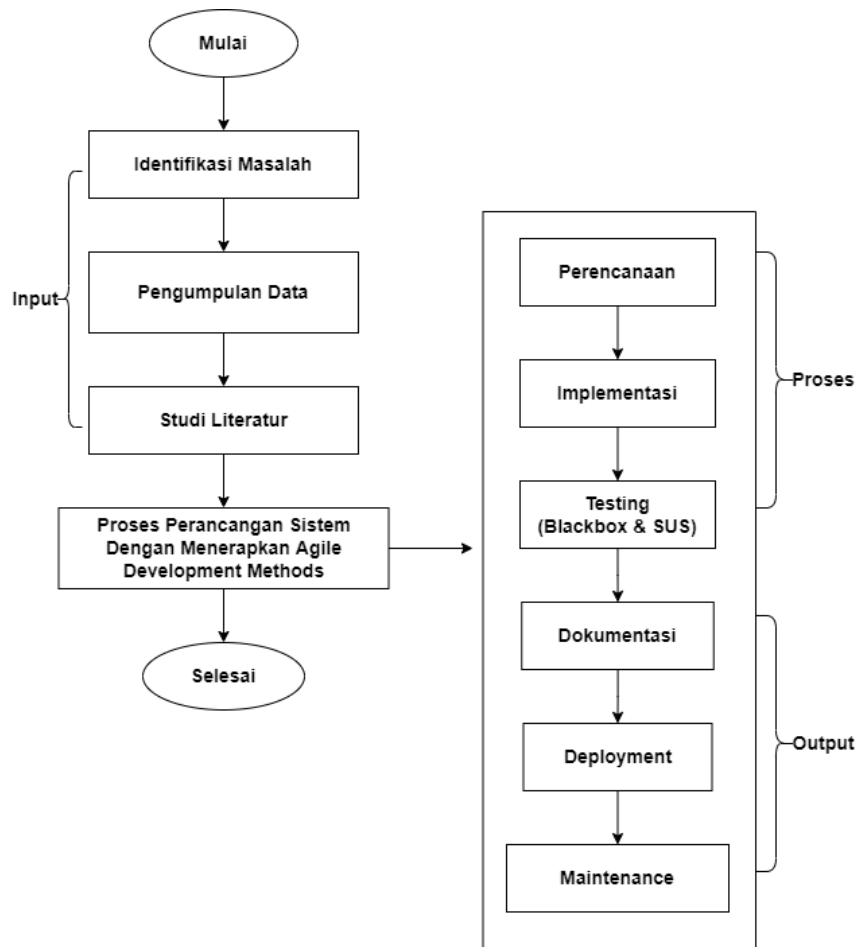 Mulai
Identifikasi Masalah
Input
Pengumpulan Data
Studi Literatur
Proses Perancangan Sistem
Dengan Menerapkan Agile
Development Methods
Selesai
Perencanaan
Implementasi
Proses
Testing
(Blackbox & SUS)
Dokumentasi
Deployment
Output
Maintenance